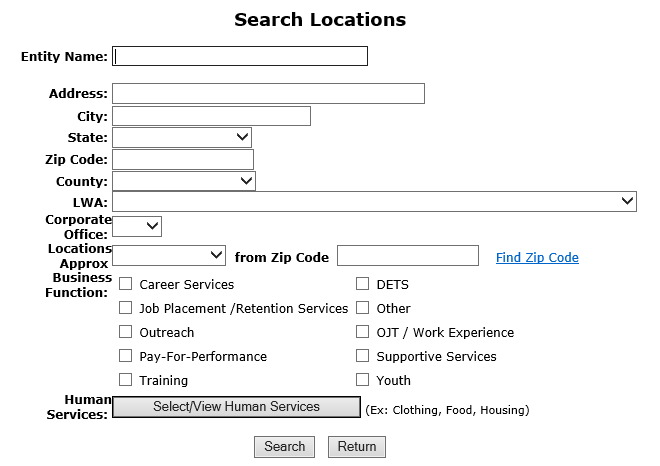 Search Locations
Entity Name:
Address:
City:
State:
Zip Code:
County:
LWA:
Corporate
Office:
Locations
Approx
from Zip Code
Find Zip Code
Business
Function:
Career Services
DETS
Job Placement /Retention Services
Other
Outreach
OJT / Work Experience
Pay-For-Performance
Supportive Services
Training
Youth
Human
Services:
Select/View Human Services
(Ex: Clothing, Food, Housing)
Search
Return